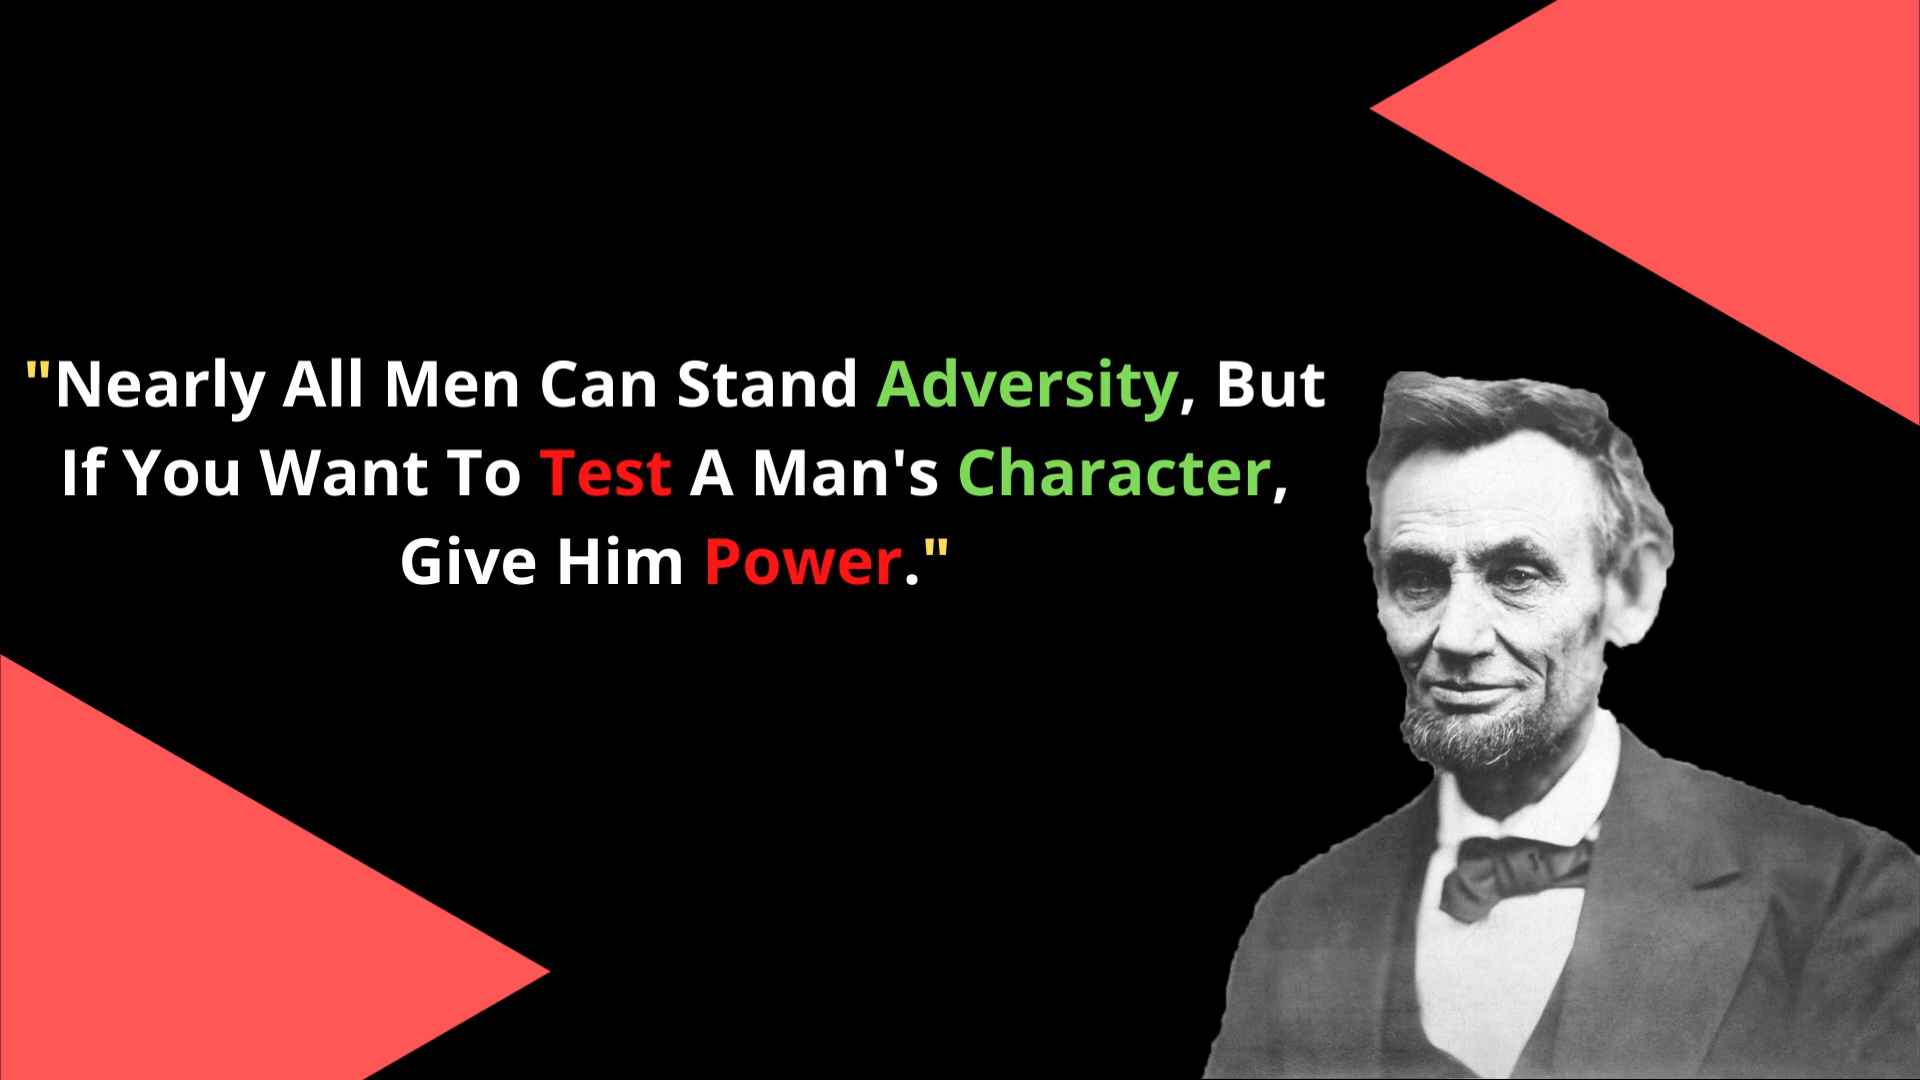 "Nearly All Men Can Stand Adversity, But
If You Want To Test A Man's Character,
Give Him Power."